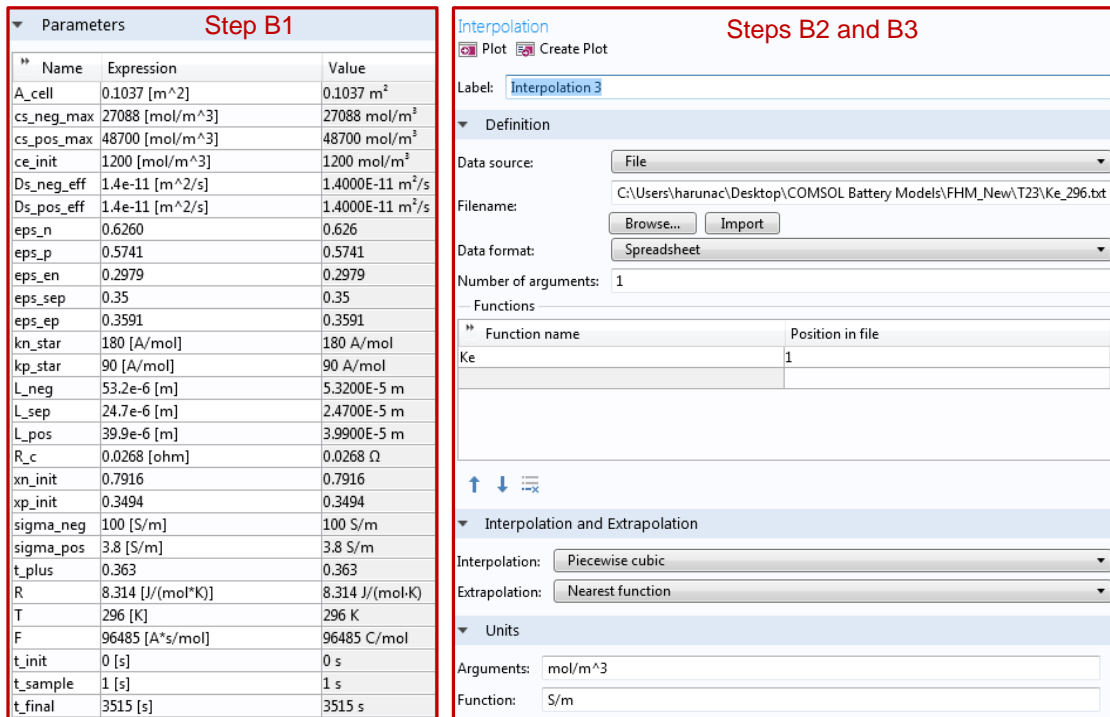 Parameters Step B1
Name Expression Value
A_cell 0.1037 [m^2] 0.1037 m²
cs_neg_max 27088 [mol/m^3] 27088 mol/m³
cs_pos_max 48700 [mol/m^3] 48700 mol/m³
ce_init 1200 [mol/m^3] 1200 mol/m³
Ds_neg_eff 1.4e-11 [m^2/s] 1.4000E-11 m²/s
Ds_pos_eff 1.4e-11 [m^2/s] 1.4000E-11 m²/s
eps_n 0.6260 0.626
eps_p 0.5741 0.5741
eps_en 0.2979 0.2979
eps_sep 0.35 0.35
eps_ep 0.3591 0.3591
kn_star 180 [A/mol] 180 A/mol
kp_star 90 [A/mol] 90 A/mol
L_neg 53.2e-6 [m] 5.3200E-5 m
L_sep 24.7e-6 [m] 2.4700E-5 m
L_pos 39.9e-6 [m] 3.9900E-5 m
R_c 0.0268 [ohm] 0.0268 Ω
xn_init 0.7916 0.7916
xp_init 0.3494 0.3494
sigma_neg 100 [S/m] 100 S/m
sigma_pos 3.8 [S/m] 3.8 S/m
t_plus 0.363 0.363
R 8.314 [J/(mol*K)] 8.314 J/(mol·K)
T 296 [K] 296 K
F 96485 [A*s/mol] 96485 C/mol
t_init 0 [s] 0 s
t_sample 1 [s] 1 s
t_final 3515 [s] 3515 s
Interpolation Steps B2 and B3
Plot Create Plot
Label: Interpolation 3
Definition
Data source: File
Filename: C:\Users\harunac\Desktop\COMSOL Battery Models\FHM_New\T23\Ke_296.txt
Browse... Import
Data format: Spreadsheet
Number of arguments: 1
Functions
Function name Position in file
Ke 1
Interpolation and Extrapolation
Interpolation: Piecewise cubic
Extrapolation: Nearest function
Units
Arguments: mol/m^3
Function: S/m